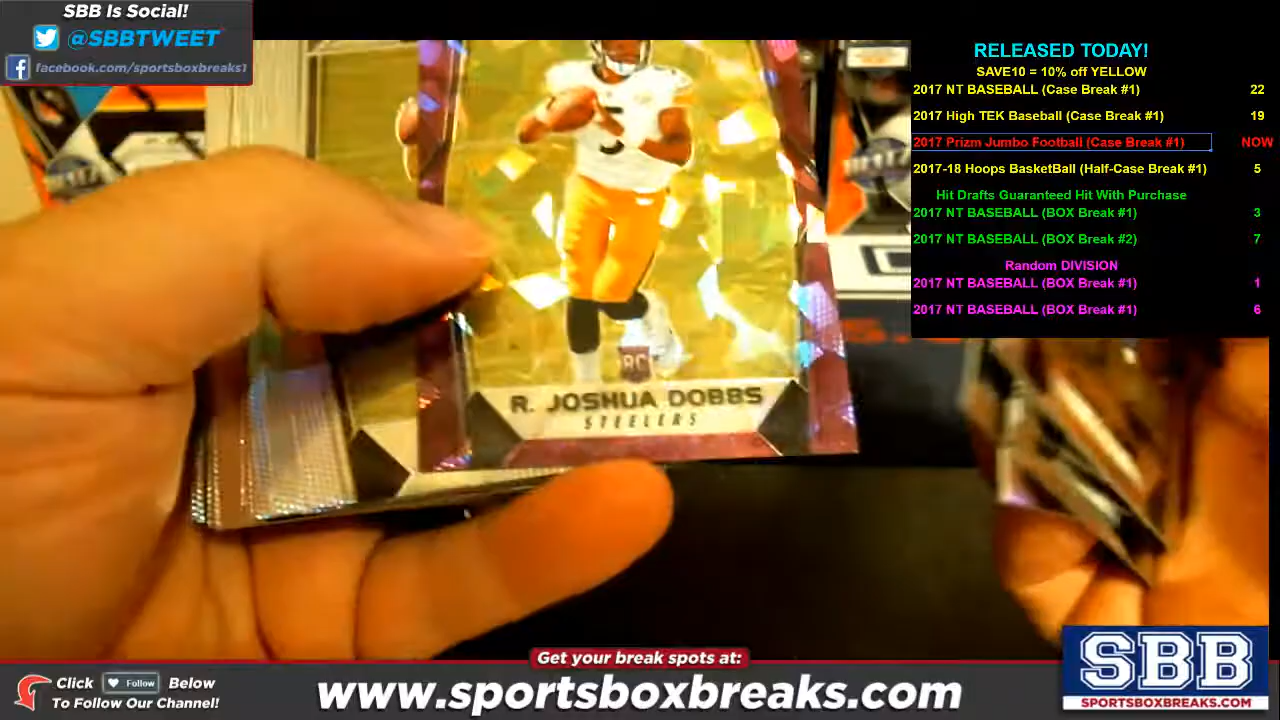 SBB Is Social!
@SBBTWEET
facebook.com/sportsboxbreaks1
RELEASED TODAY!
SAVE10 = 10% off YELLOW
2017 NT BASEBALL (Case Break #1) 22
2017 High TEK Baseball (Case Break #1) 19
2017 Prizm Jumbo Football (Case Break #1) NOW
2017-18 Hoops BasketBall (Half-Case Break #1) 5
Hit Drafts Guaranteed Hit With Purchase
2017 NT BASEBALL (BOX Break #1) 3
2017 NT BASEBALL (BOX Break #2) 7
Random DIVISION
2017 NT BASEBALL (BOX Break #1) 1
2017 NT BASEBALL (BOX Break #1) 6
5
RC
R. JOSHUA DOBBS
STEELERS
Get your break spots at:
Click Follow Below
To Follow Our Channel!
www.sportsboxbreaks.com
SBB
SPORTSBOXBREAKS.COM